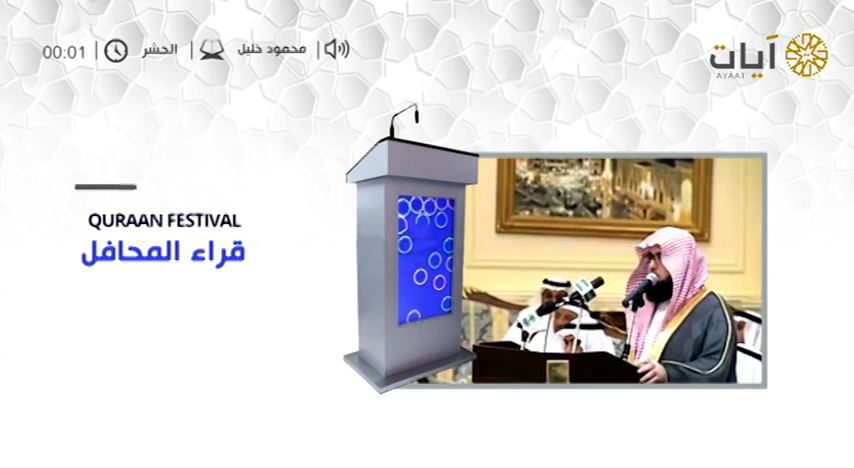 محمود خليل | الحشر | 00:01
آيات
AYAAT
QURAAN FESTIVAL
قراء المحافل